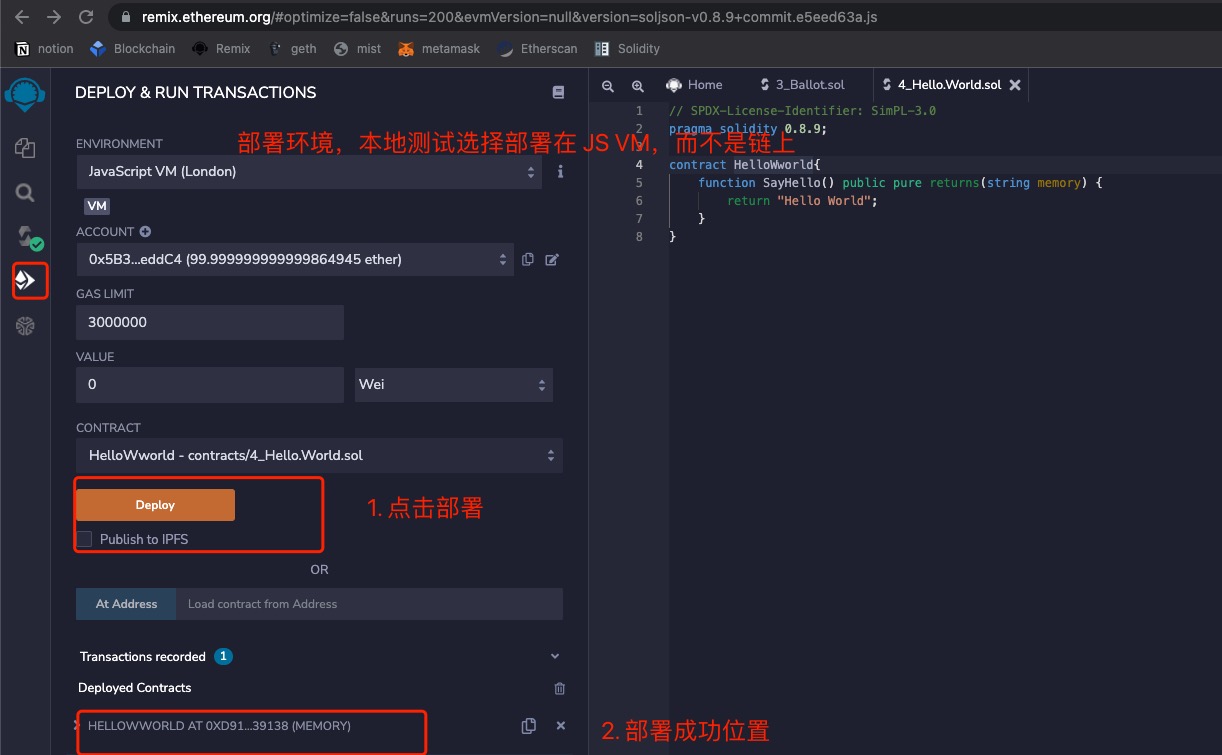 remix.ethereum.org/#optimize=false&runs=200&evmVersion=null&version=soljson-v0.8.9+commit.e5eed63a.js
notion Blockchain Remix geth mist metamask Etherscan Solidity
DEPLOY & RUN TRANSACTIONS
ENVIRONMENT
部署环境，本地测试选择部署在 JS VM，而不是链上
JavaScript VM (London)
VM
ACCOUNT
0x5B3...eddC4 (99.999999999999864945 ether)
GAS LIMIT
3000000
VALUE
0 Wei
CONTRACT
HelloWworld - contracts/4_Hello.World.sol
Deploy
1. 点击部署
Publish to IPFS
OR
At Address Load contract from Address
Transactions recorded 1
Deployed Contracts
HELLOWWORLD AT 0XD91...39138 (MEMORY)
2. 部署成功位置
Home 3_Ballot.sol 4_Hello.World.sol
1 // SPDX-License-Identifier: SimPL-3.0
2 pragma solidity 0.8.9;
3
4 contract HelloWworld{
5 function SayHello() public pure returns(string memory) {
6 return "Hello World";
7 }
8 }